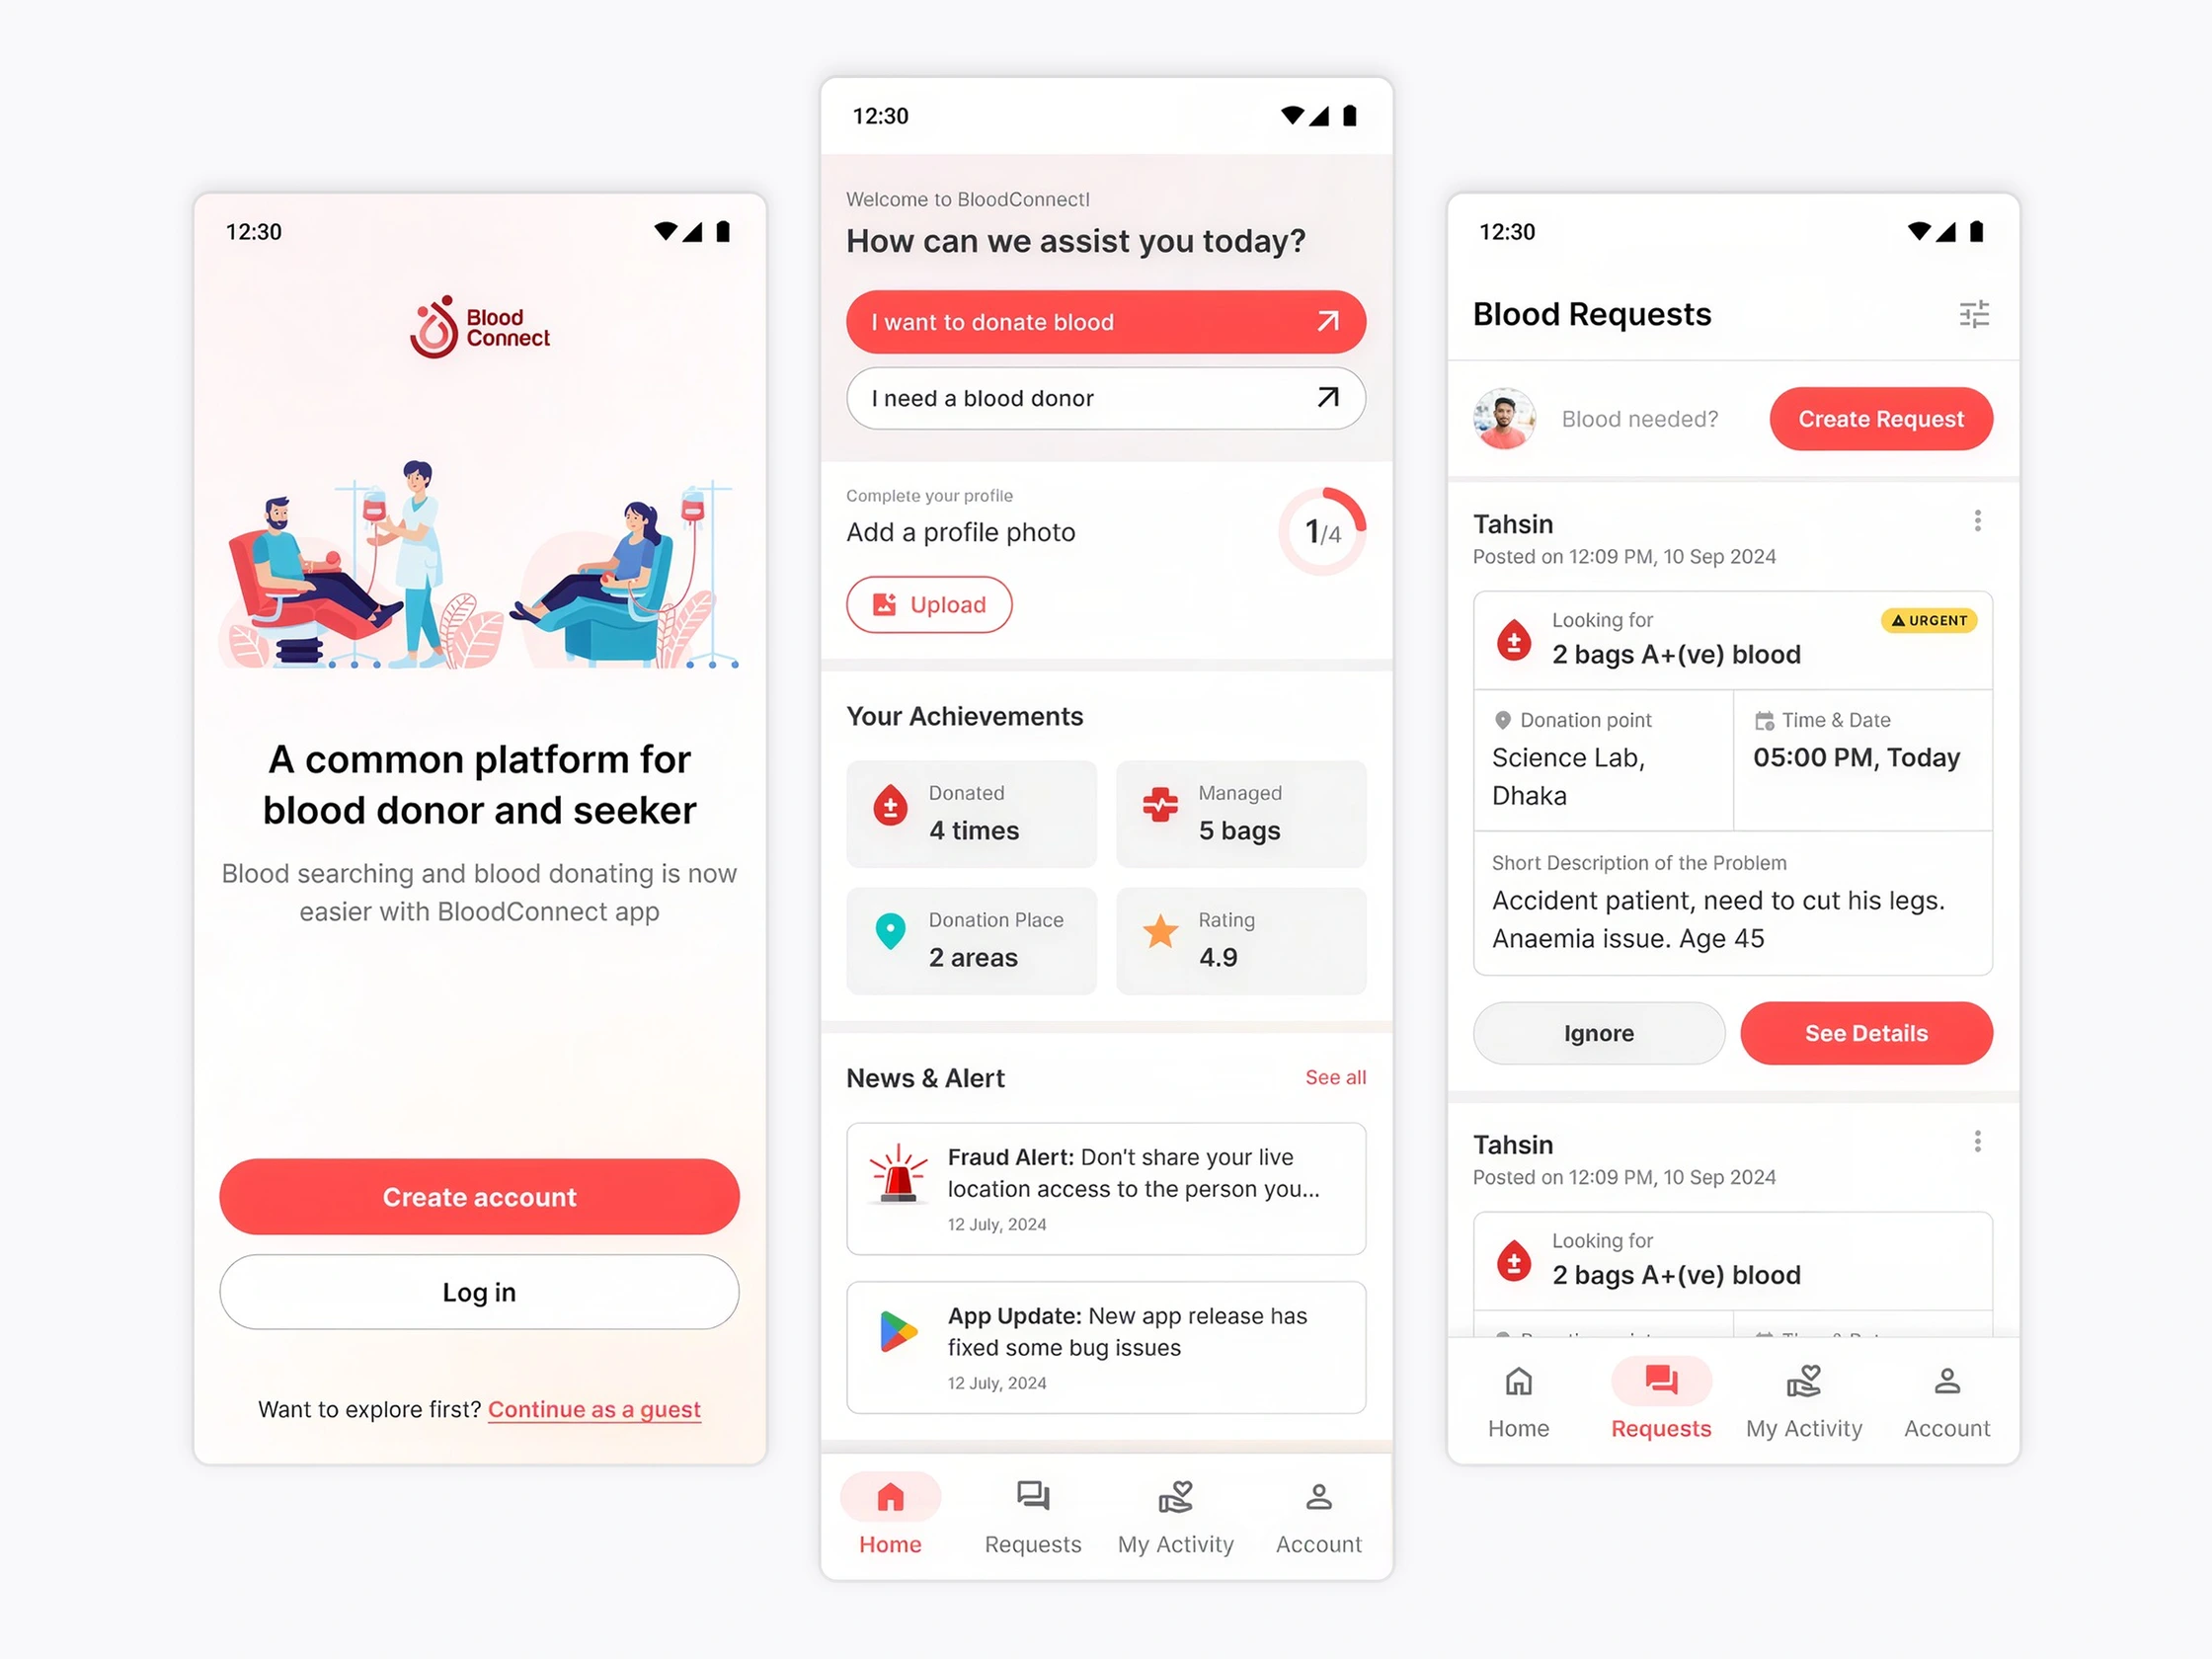 12:30
Blood
Connect
A common platform for
blood donor and seeker
Blood searching and blood donating is now
easier with BloodConnect app
Create account
Log in
Want to explore first? Continue as a guest
12:30
Welcome to BloodConnect!
How can we assist you today?
I want to donate blood
I need a blood donor
Complete your profile
Add a profile photo
1/4
Upload
Your Achievements
Donated
4 times
Managed
5 bags
Donation Place
2 areas
Rating
4.9
News & Alert
See all
Fraud Alert: Don't share your live
location access to the person you...
12 July, 2024
App Update: New app release has
fixed some bug issues
12 July, 2024
Home
Requests
My Activity
Account
12:30
Blood Requests
Blood needed?
Create Request
Tahsin
Posted on 12:09 PM, 10 Sep 2024
Looking for
URGENT
2 bags A+(ve) blood
Donation point
Science Lab,
Dhaka
Time & Date
05:00 PM, Today
Short Description of the Problem
Accident patient, need to cut his legs.
Anaemia issue. Age 45
Ignore
See Details
Tahsin
Posted on 12:09 PM, 10 Sep 2024
Looking for
2 bags A+(ve) blood
Home
Requests
My Activity
Account